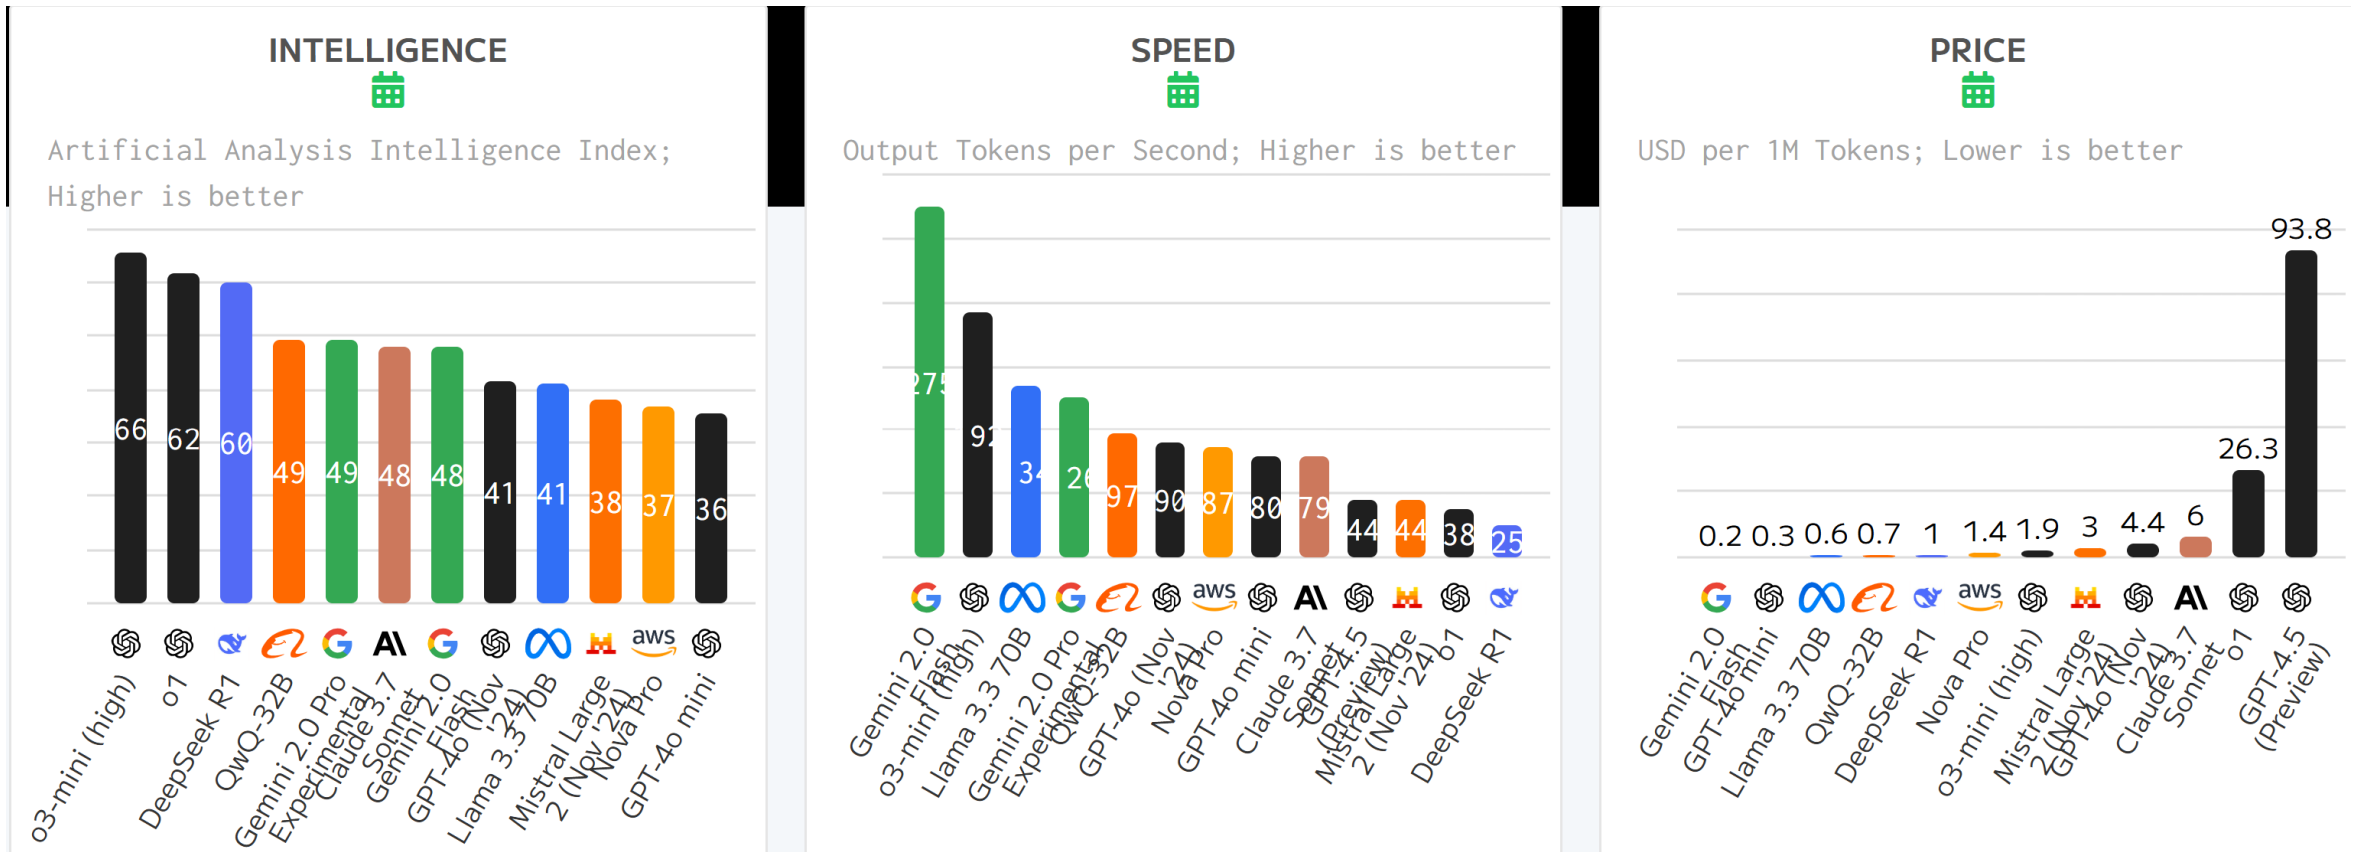 INTELLIGENCE
Artificial Analysis Intelligence Index;
Higher is better
66
62
60
49
49
48
48
41
41
38
37
36
aws
o3-mini (high)
o1
DeepSeek R1
QwQ-32B
Gemini 2.0 Pro
Experimental
Claude 3.7
Sonnet
Gemini 2.0
Flash
GPT-4o (Nov
'24)
Llama 3.3 70B
Mistral Large
2 (Nov '24)
Nova Pro
GPT-4o mini
SPEED
Output Tokens per Second; Higher is better
275
92
34
26
97
90
87
80
79
44
44
38
25
aws
Gemini 2.0
Flash
o3-mini (high)
Llama 3.3 70B
Gemini 2.0 Pro
Experimental
QwQ-32B
GPT-4o (Nov
'24)
Nova Pro
GPT-4o mini
Claude 3.7
Sonnet
GPT-4.5
(Preview)
Mistral Large
2 (Nov '24)
o1
DeepSeek R1
PRICE
USD per 1M Tokens; Lower is better
0.2
0.3
0.6
0.7
1
1.4
1.9
3
4.4
6
26.3
93.8
aws
Gemini 2.0
Flash
GPT-4o mini
Llama 3.3 70B
QwQ-32B
DeepSeek R1
Nova Pro
o3-mini (high)
Mistral Large
2 (Nov '24)
GPT-4o (Nov
'24)
Claude 3.7
Sonnet
o1
GPT-4.5
(Preview)